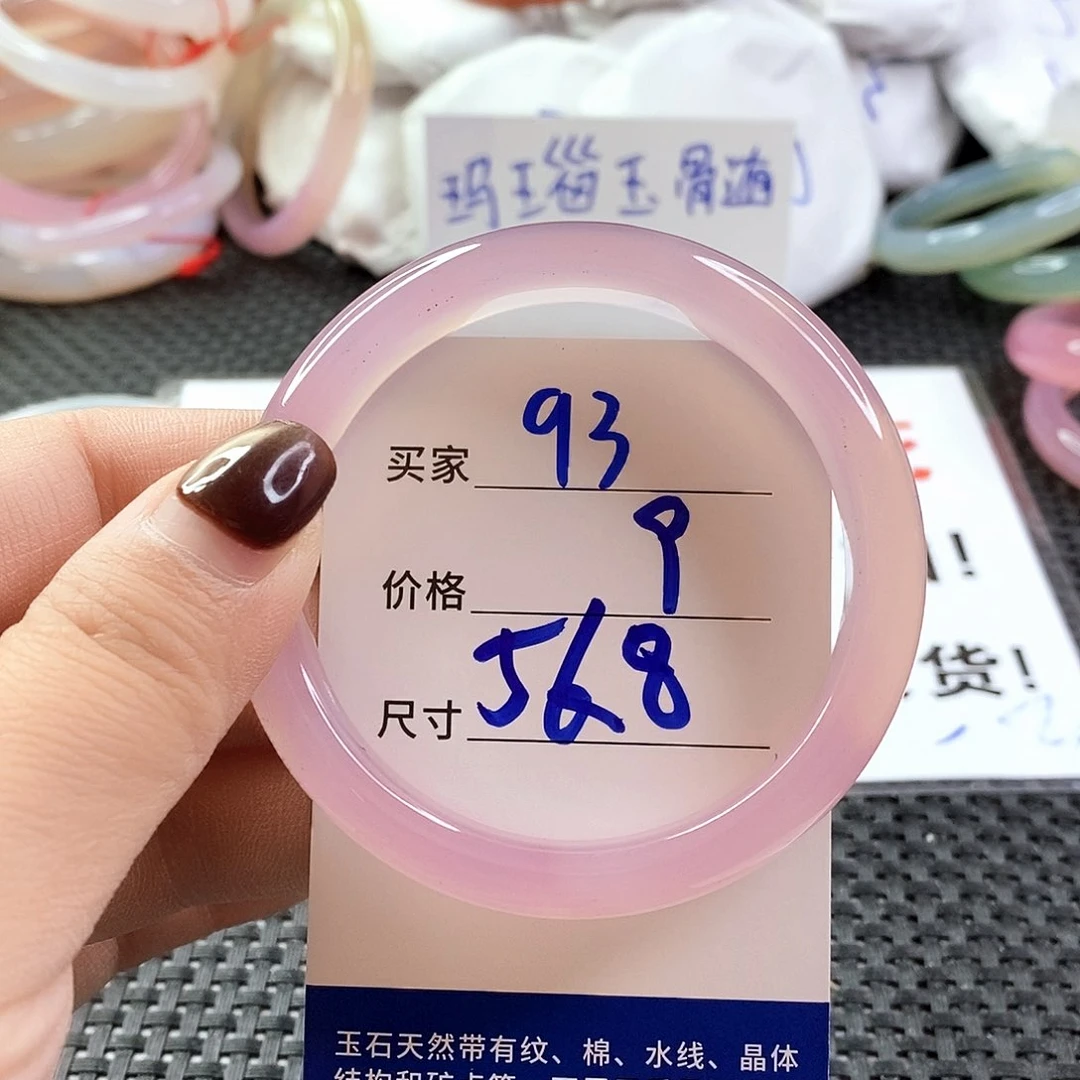 玛瑙玉骨髓
买家 93
价格 9
尺寸 568
货!
玉石天然带有纹、棉、水线、晶体